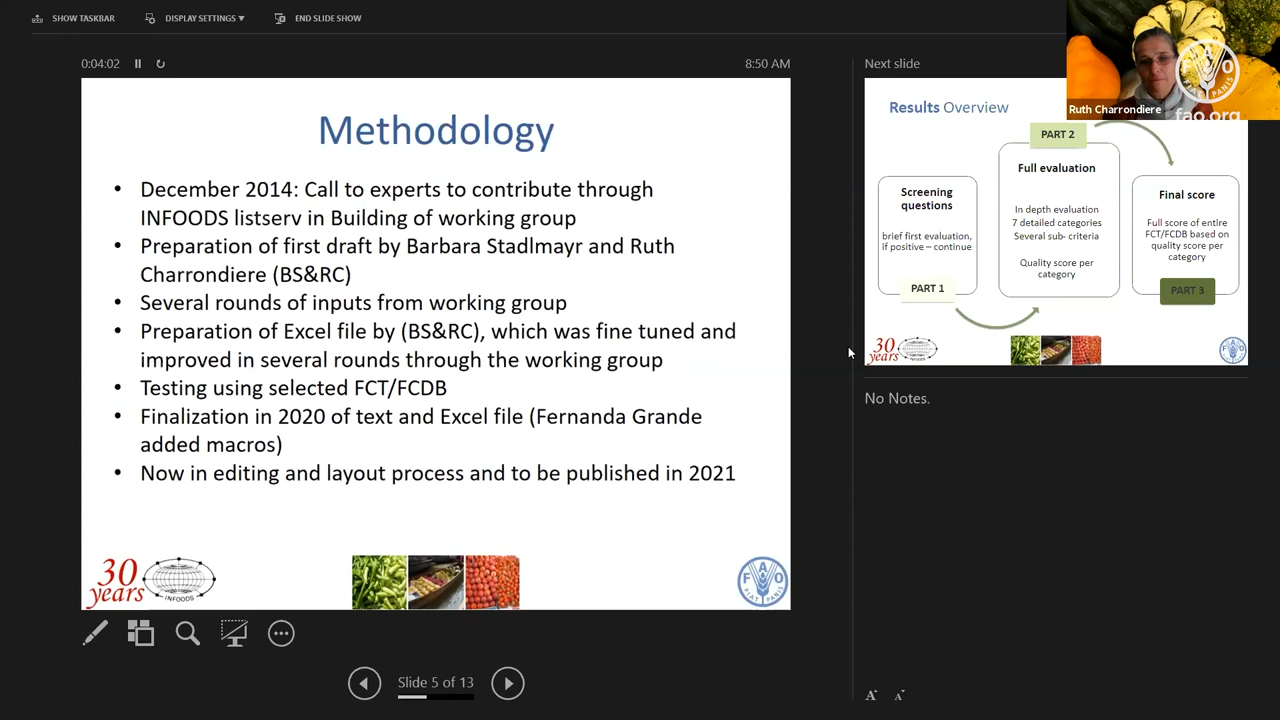 SHOW TASKBAR
DISPLAY SETTINGS ▼
END SLIDE SHOW
0:04:02
8:50 AM
Methodology
• December 2014: Call to experts to contribute through
INFOODS listserv in Building of working group
• Preparation of first draft by Barbara Stadlmayr and Ruth
Charrondiere (BS&RC)
• Several rounds of inputs from working group
• Preparation of Excel file by (BS&RC), which was fine tuned and
improved in several rounds through the working group
• Testing using selected FCT/FCDB
• Finalization in 2020 of text and Excel file (Fernanda Grande
added macros)
• Now in editing and layout process and to be published in 2021
30
years
INFOODS
FAO
FIAT PANIS
Slide 5 of 13
Next slide
Results Overview
PART 2
Full evaluation
In depth evaluation
7 detailed categories
Several sub- criteria
Quality score per
category
Screening
questions
brief first evaluation,
if positive – continue
PART 1
Final score
Full score of entire
FCT/FCDB based on
quality score per
category
PART 3
30
years
No Notes.
A
A
Ruth Charrondiere
FAO
FIAT PANIS
fao.org